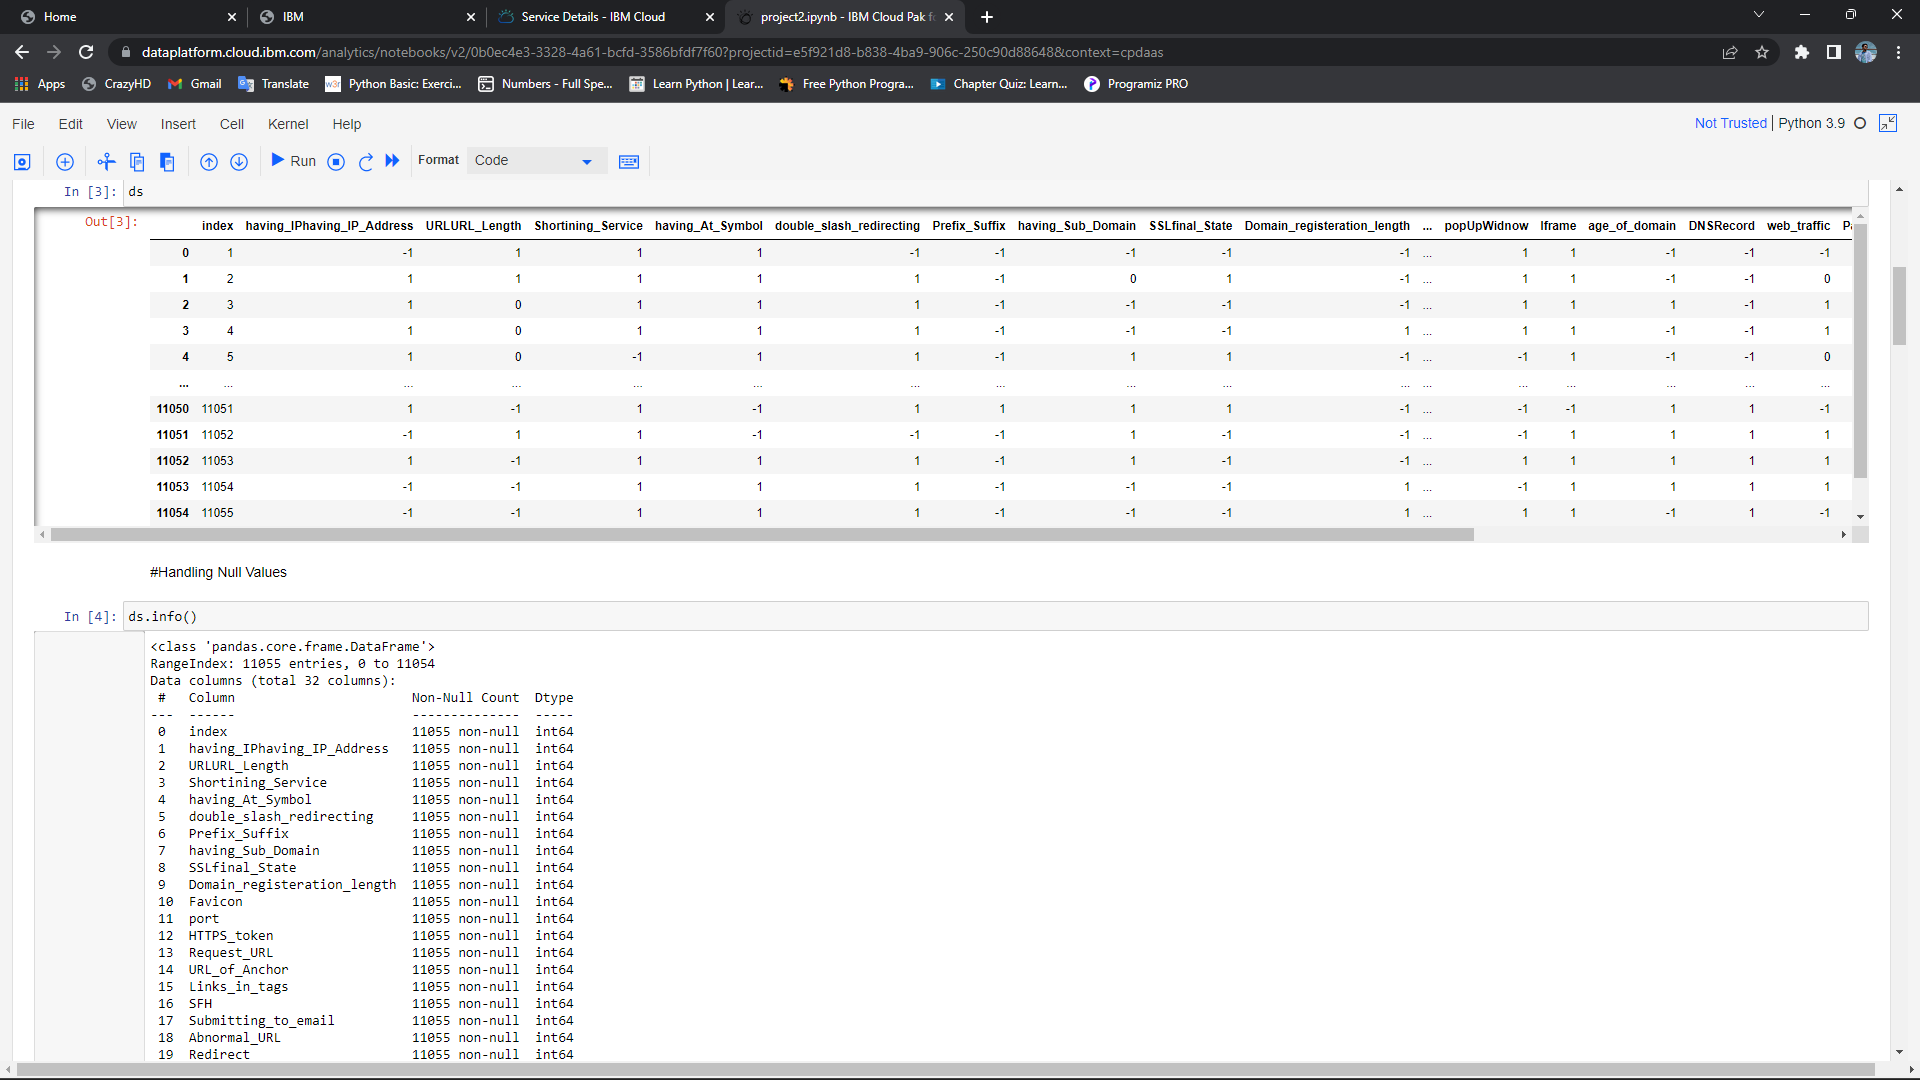 Home
IBM
Service Details - IBM Cloud
project2.ipynb - IBM Cloud Pak f
dataplatform.cloud.ibm.com/analytics/notebooks/v2/0b0ec4e3-3328-4a61-bcfd-3586bfdf7f60?projectid=e5f921d8-b838-4ba9-906c-250c90d88648&context=cpdaas
Apps CrazyHD Gmail Translate Python Basic: Exerci... Numbers - Full Spe... Learn Python | Lear... Free Python Progra... Chapter Quiz: Learn... Programiz PRO
File Edit View Insert Cell Kernel Help Not Trusted | Python 3.9
Run Format Code
In [3]: ds
Out[3]:
index having_IPhaving_IP_Address URLURL_Length Shortining_Service having_At_Symbol double_slash_redirecting Prefix_Suffix having_Sub_Domain SSLfinal_State Domain_registeration_length ... popUpWidnow Iframe age_of_domain DNSRecord web_traffic
0 1 -1 1 1 1 -1 -1 -1 -1 -1 ... 1 1 -1 -1 -1
1 2 1 1 1 1 1 -1 0 1 -1 ... 1 1 -1 -1 0
2 3 1 0 1 1 1 -1 -1 -1 -1 ... 1 1 1 -1 1
3 4 1 0 1 1 1 -1 -1 -1 1 ... 1 1 -1 -1 1
4 5 1 0 -1 1 1 -1 1 1 -1 ... -1 1 -1 -1 0
... ... ... ... ... ... ... ... ... ... ... ... ... ... ... ... ...
11050 11051 1 -1 1 -1 1 1 1 1 -1 ... -1 -1 1 1 -1
11051 11052 -1 1 1 -1 -1 -1 1 -1 -1 ... -1 1 1 1 1
11052 11053 1 -1 1 1 1 -1 1 -1 -1 ... 1 1 1 1 1
11053 11054 -1 -1 1 1 1 -1 -1 -1 1 ... -1 1 1 1 1
11054 11055 -1 -1 1 1 1 -1 -1 -1 1 ... 1 1 -1 1 -1
#Handling Null Values
In [4]: ds.info()
<class 'pandas.core.frame.DataFrame'>
RangeIndex: 11055 entries, 0 to 11054
Data columns (total 32 columns):
# Column Non-Null Count Dtype
--- ------ -------------- -----
0 index 11055 non-null int64
1 having_IPhaving_IP_Address 11055 non-null int64
2 URLURL_Length 11055 non-null int64
3 Shortining_Service 11055 non-null int64
4 having_At_Symbol 11055 non-null int64
5 double_slash_redirecting 11055 non-null int64
6 Prefix_Suffix 11055 non-null int64
7 having_Sub_Domain 11055 non-null int64
8 SSLfinal_State 11055 non-null int64
9 Domain_registeration_length 11055 non-null int64
10 Favicon 11055 non-null int64
11 port 11055 non-null int64
12 HTTPS_token 11055 non-null int64
13 Request_URL 11055 non-null int64
14 URL_of_Anchor 11055 non-null int64
15 Links_in_tags 11055 non-null int64
16 SFH 11055 non-null int64
17 Submitting_to_email 11055 non-null int64
18 Abnormal_URL 11055 non-null int64
19 Redirect 11055 non-null int64